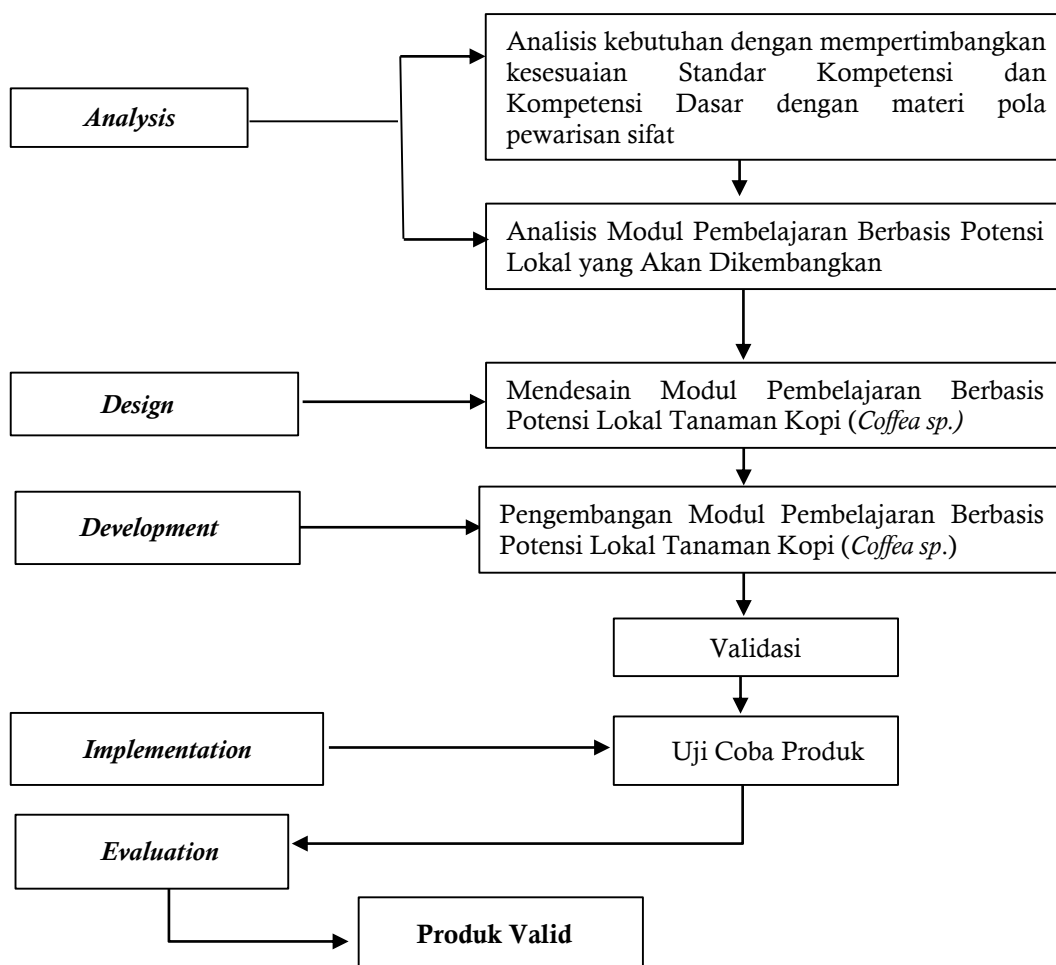 Analisis kebutuhan dengan mempertimbangkan
kesesuaian Standar Kompetensi dan
Kompetensi Dasar dengan materi pola
pewarisan sifat
Analysis
Analisis Modul Pembelajaran Berbasis Potensi
Lokal yang Akan Dikembangkan
Design
Mendesain Modul Pembelajaran Berbasis
Potensi Lokal Tanaman Kopi (Coffea sp.)
Development
Pengembangan Modul Pembelajaran Berbasis
Potensi Lokal Tanaman Kopi (Coffea sp.)
Validasi
Implementation
Uji Coba Produk
Evaluation
Produk Valid